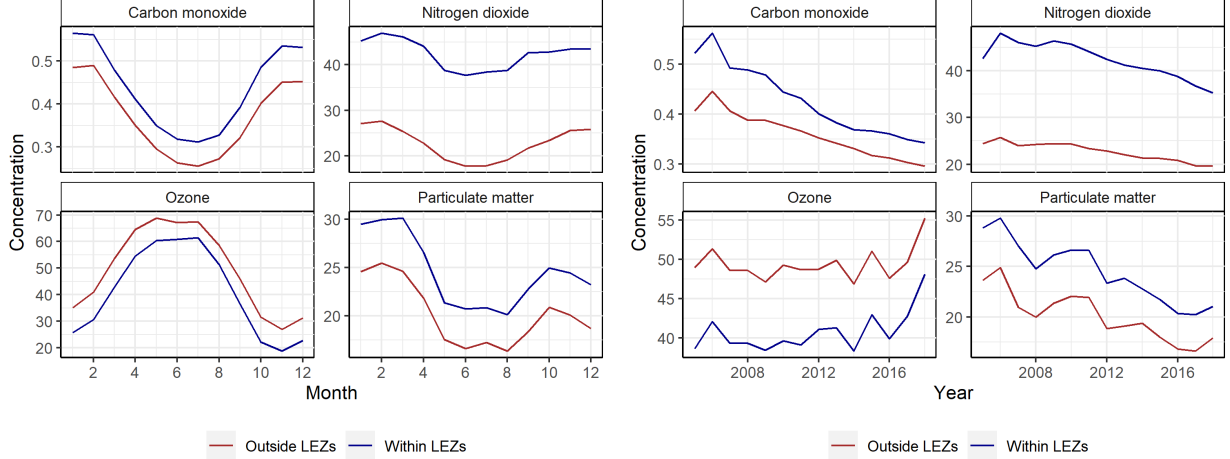 Carbon monoxide
Nitrogen dioxide
0.5
0.4
0.3
40
30
20
Ozone
Particulate matter
70
60
50
40
30
20
30
25
20
2 4 6 8 10 12
2 4 6 8 10 12
Concentration
Month
Outside LEZs Within LEZs
Carbon monoxide
Nitrogen dioxide
0.5
0.4
0.3
40
30
20
Ozone
Particulate matter
55
50
45
40
30
25
20
2008 2012 2016
2008 2012 2016
Concentration
Year
Outside LEZs Within LEZs